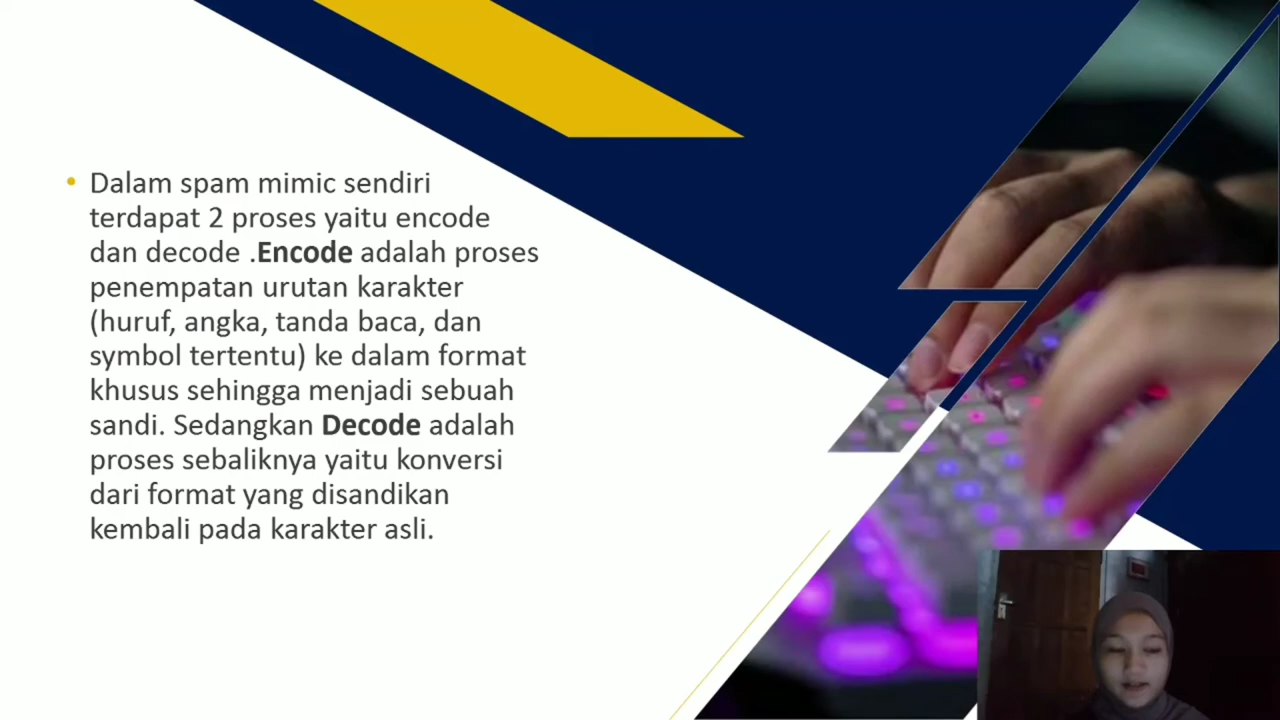 • Dalam spam mimic sendiri
terdapat 2 proses yaitu encode
dan decode .Encode adalah proses
penempatan urutan karakter
(huruf, angka, tanda baca, dan
symbol tertentu) ke dalam format
khusus sehingga menjadi sebuah
sandi. Sedangkan Decode adalah
proses sebaliknya yaitu konversi
dari format yang disandikan
kembali pada karakter asli.